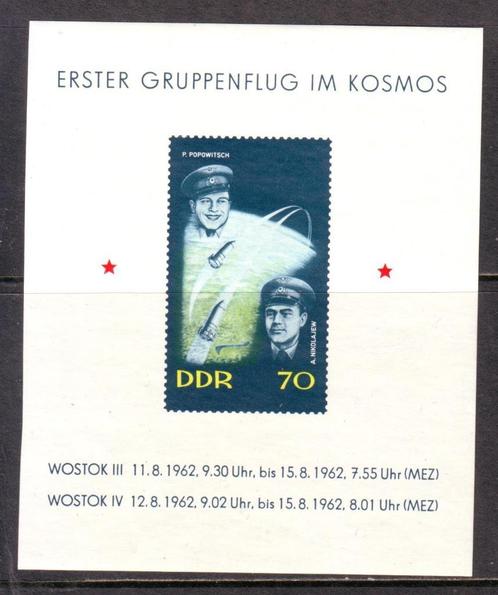 ERSTER GRUPPENFLUG IM KOSMOS
P. POPOWITSCH
A. NIKOLAJEW
DDR 70
WOSTOK III 11.8.1962, 9.30 Uhr, bis 15.8.1962, 7.55 Uhr (MEZ)
WOSTOK IV 12.8.1962, 9.02 Uhr, bis 15.8.1962, 8.01 Uhr (MEZ)